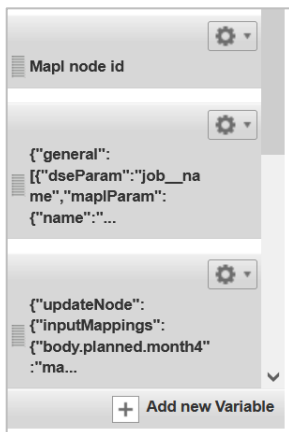 Mapl node id
{"general":
[{"dseParam":"job__na
me","maplParam":
{"name":"...
{"updateNode":
{"inputMappings":
{"body.planned.month4"
:"ma...
Add new Variable